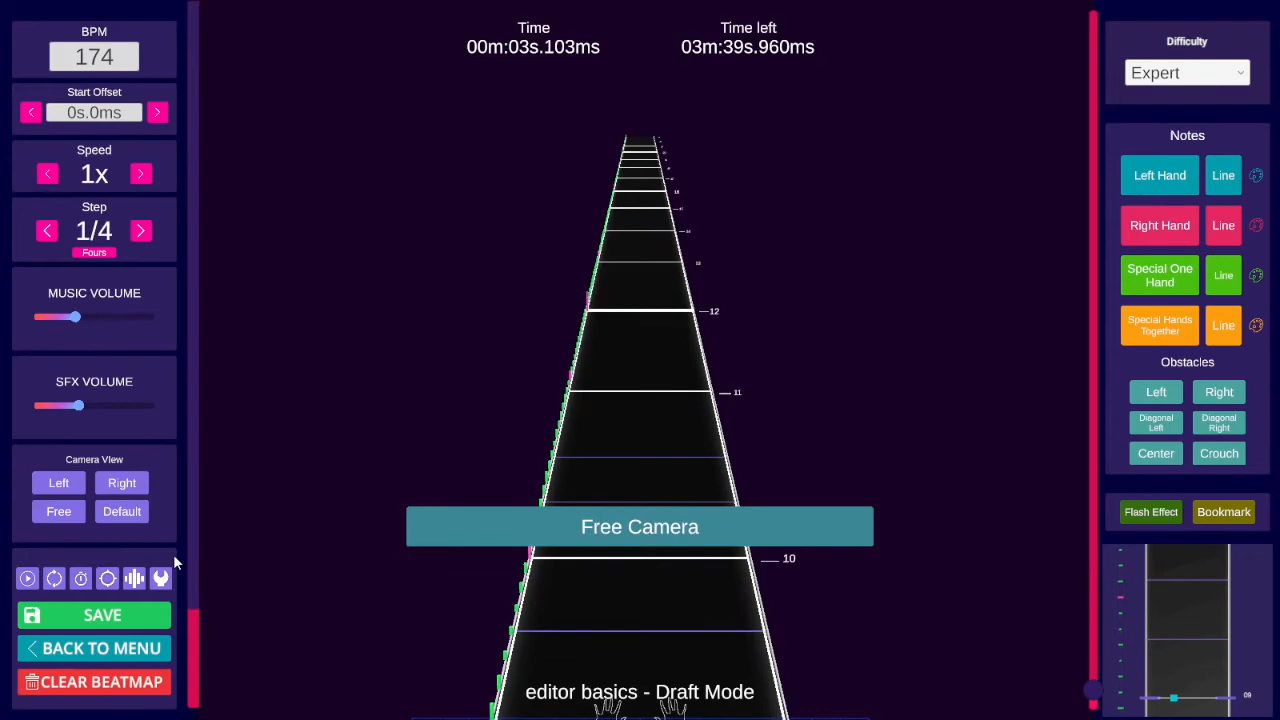 BPM
174
Start Offset
0s.0ms
Speed
1x
Step
1/4
Fours
MUSIC VOLUME
SFX VOLUME
Camera View
Left
Right
Free
Default
SAVE
BACK TO MENU
CLEAR BEATMAP
Time
00m:03s.103ms
Time left
03m:39s.960ms
12
11
Free Camera
10
editor basics - Draft Mode
Difficulty
Expert
Notes
Left Hand
Line
Right Hand
Line
Special One
Hand
Line
Special Hands
Together
Line
Obstacles
Left
Right
Diagonal
Left
Diagonal
Right
Center
Crouch
Flash Effect
Bookmark
09